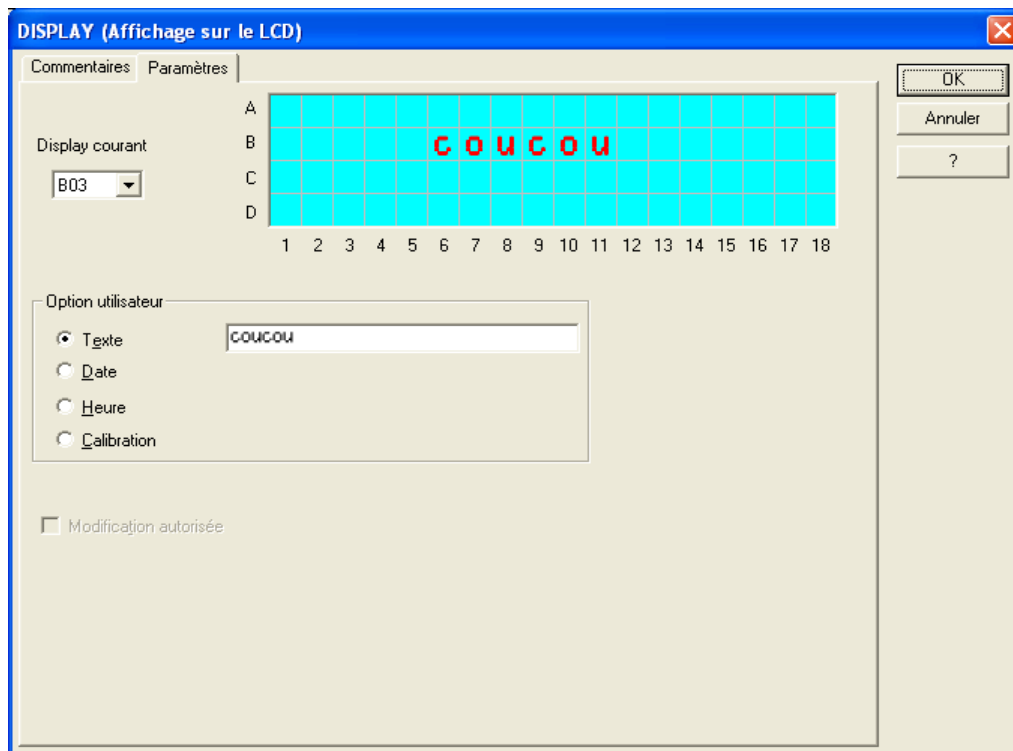 DISPLAY (Affichage sur le LCD)
Commentaires Paramètres
OK
Annuler
?
Display courant
B03
A
B coucou
C
D
1 2 3 4 5 6 7 8 9 10 11 12 13 14 15 16 17 18
Option utilisateur
Texte coucou
Date
Heure
Calibration
Modification autorisée